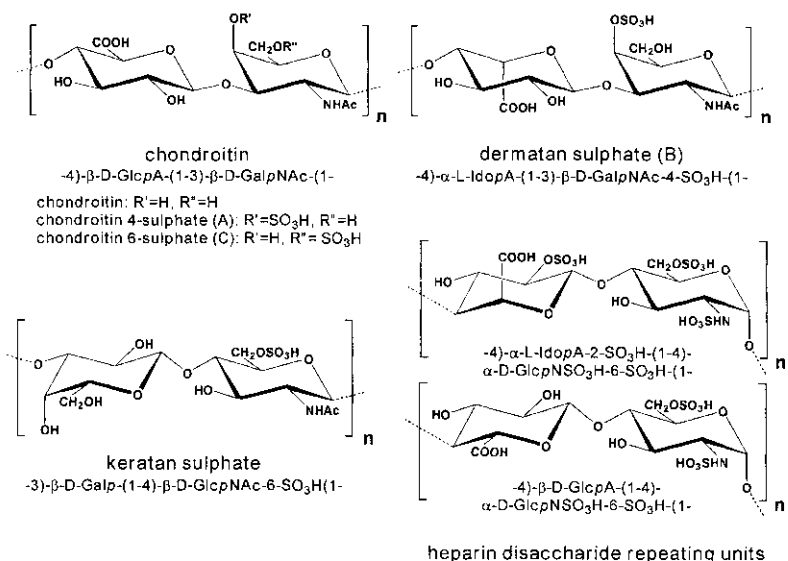 OR'
COOH
CH₂OR''
O
O
O
HO
O
O
OH
NHAc
n
chondroitin
-4)-β-D-GlcpA-(1-3)-β-D-GalpNAc-(1-
chondroitin: R'=H, R''=H
chondroitin 4-sulphate (A): R'=SO₃H, R''=H
chondroitin 6-sulphate (C): R'=H, R''=SO₃H
OSO₃H
CH₂OH
O
O
O
HO
O
O
COOH
OH
NHAc
n
dermatan sulphate (B)
-4)-α-L-IdopA-(1-3)-β-D-GalpNAc-4-SO₃H-(1-
OH
CH₂OSO₃H
O
O
O
O
O
CH₂OH
HO
NHAc
OH
n
keratan sulphate
-3)-β-D-Galp-(1-4)-β-D-GlcpNAc-6-SO₃H(1-
COOH
OSO₃H
CH₂OSO₃H
HO
O
O
O
HO
HO₃SHN
O
n
-4)-α-L-IdopA-2-SO₃H-(1-4)-
α-D-GlcpNSO₃H-6-SO₃H-(1-
OH
CH₂OSO₃H
HO
O
O
O
COOH
HO
HO₃SHN
O
n
-4)-β-D-GlcpA-(1-4)-
α-D-GlcpNSO₃H-6-SO₃H-(1-
heparin disaccharide repeating units